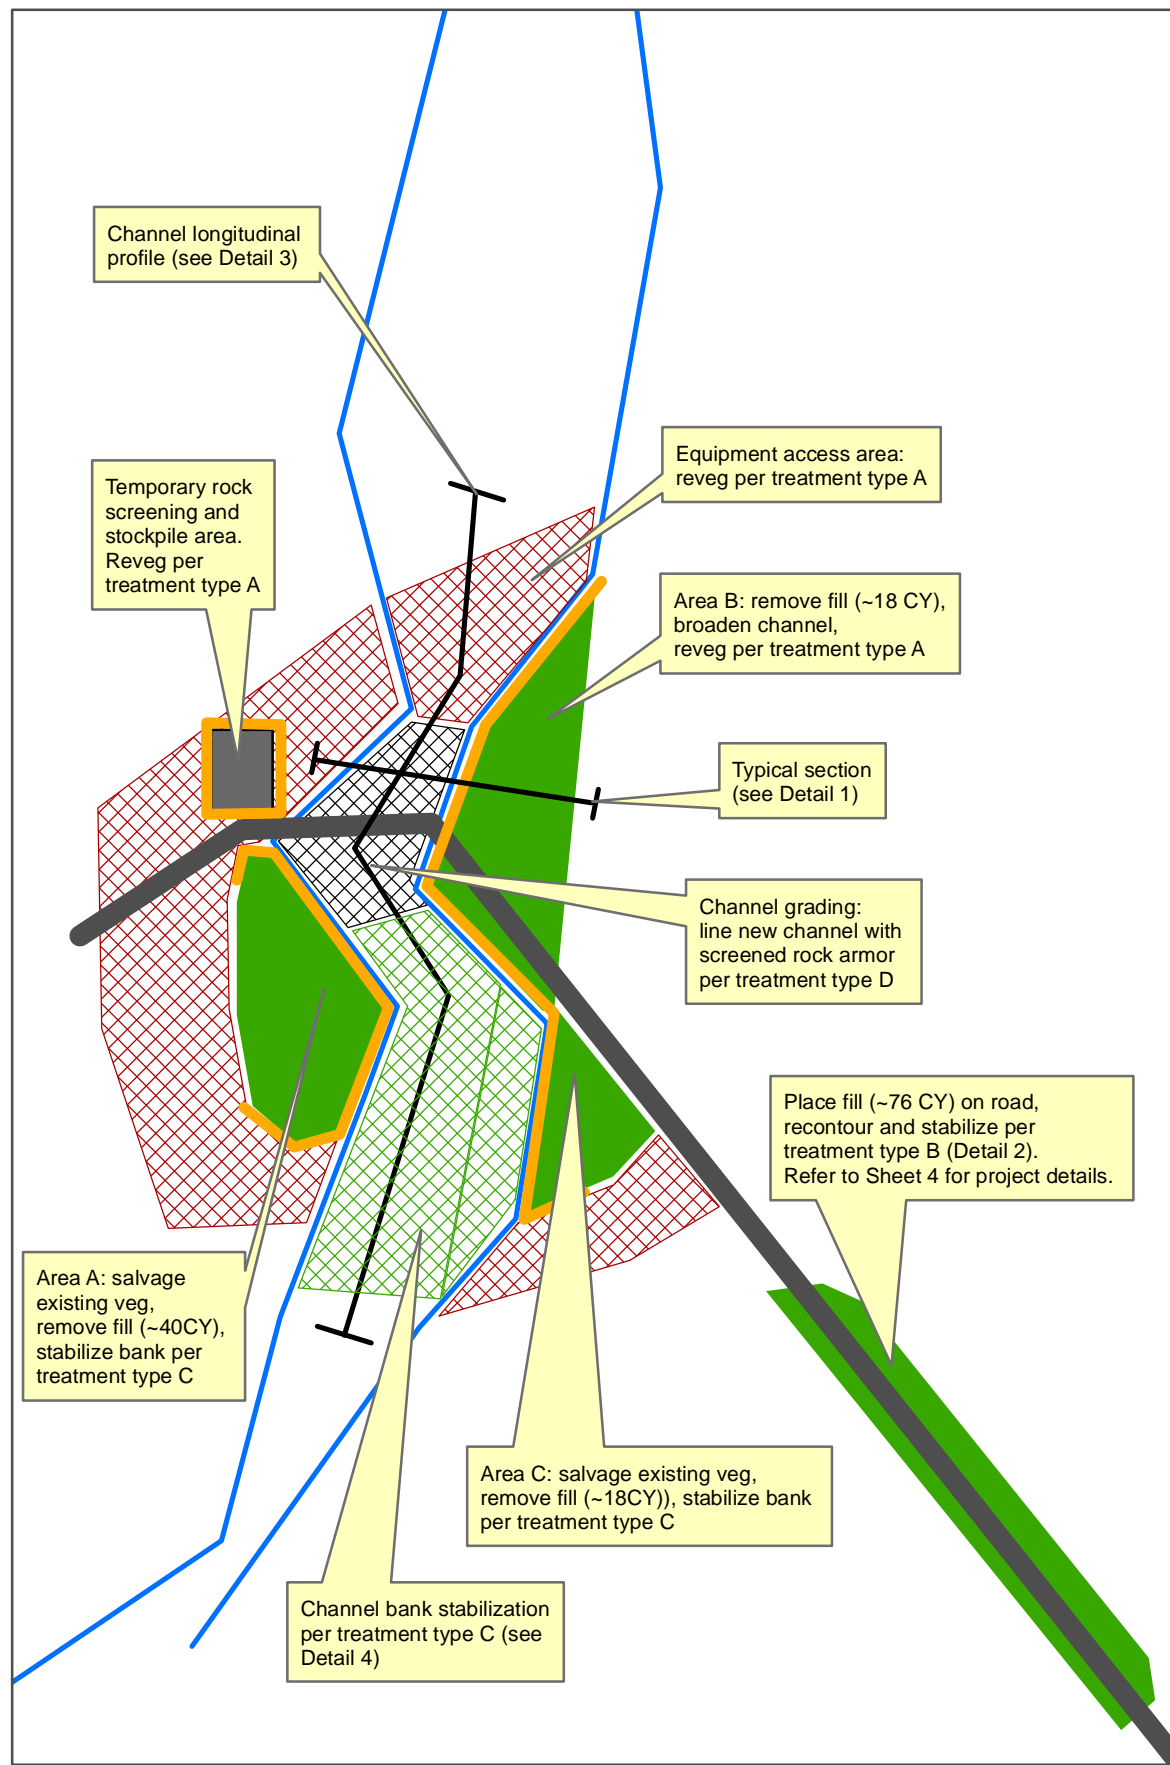 Channel longitudinal
profile (see Detail 3)
Equipment access area:
reveg per treatment type A
Temporary rock
screening and
stockpile area.
Reveg per
treatment type A
Area B: remove fill (~18 CY),
broaden channel,
reveg per treatment type A
Typical section
(see Detail 1)
Channel grading:
line new channel with
screened rock armor
per treatment type D
Place fill (~76 CY) on road,
recontour and stabilize per
treatment type B (Detail 2).
Refer to Sheet 4 for project details.
Area A: salvage
existing veg,
remove fill (~40CY),
stabilize bank per
treatment type C
Area C: salvage existing veg,
remove fill (~18CY)), stabilize bank
per treatment type C
Channel bank stabilization
per treatment type C (see
Detail 4)